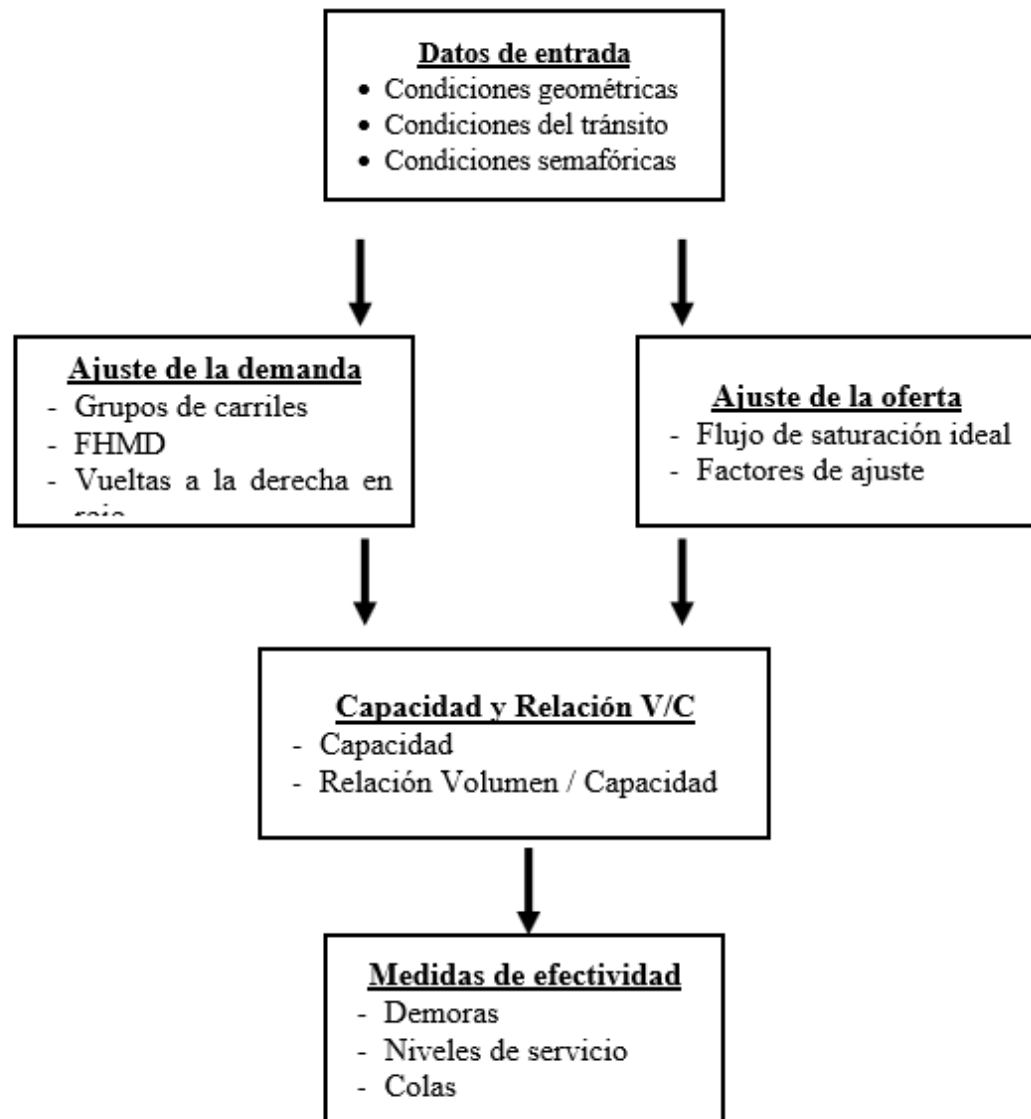 Datos de entrada
• Condiciones geométricas
• Condiciones del tránsito
• Condiciones semafóricas
Ajuste de la demanda
- Grupos de carriles
- FHMD
- Vueltas a la derecha en
Ajuste de la oferta
- Flujo de saturación ideal
- Factores de ajuste
Capacidad y Relación V/C
- Capacidad
- Relación Volumen / Capacidad
Medidas de efectividad
- Demoras
- Niveles de servicio
- Colas